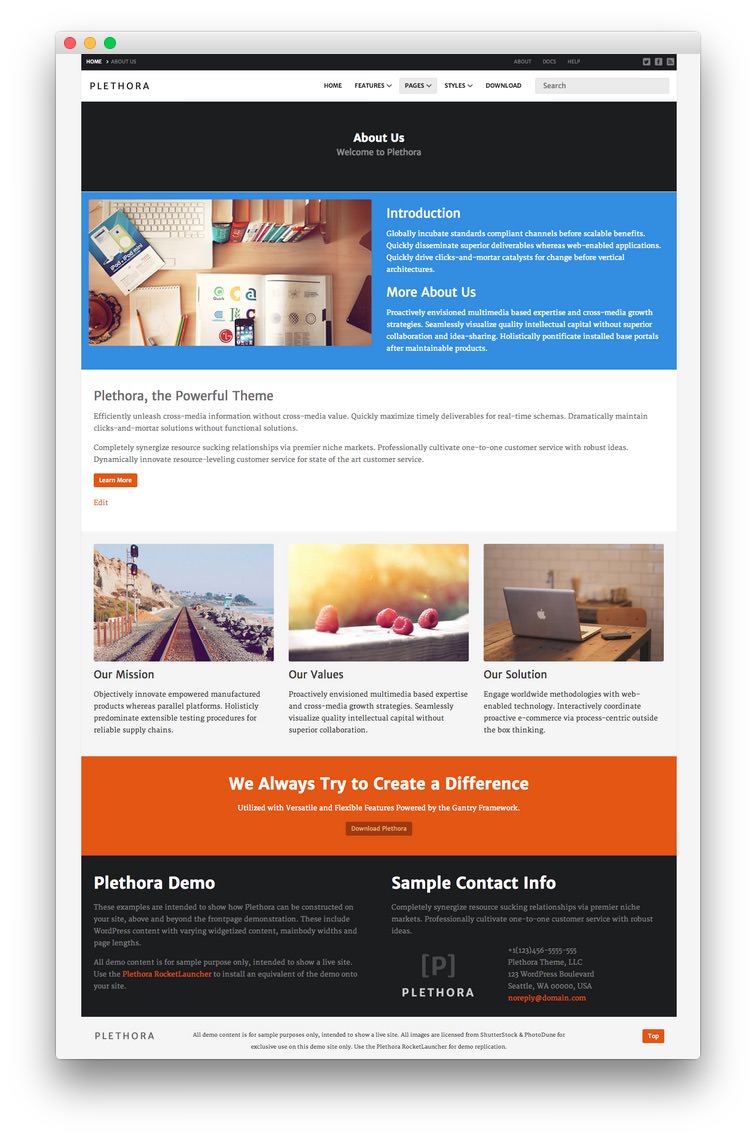 HOME > ABOUT US
ABOUT DOCS HELP
PLETHORA
HOME FEATURES PAGES STYLES DOWNLOAD Search
About Us
Welcome to Plethora
iPod, iPad mini
Quick
LG
Introduction
Globally incubate standards compliant channels before scalable benefits.
Quickly disseminate superior deliverables whereas web-enabled applications.
Quickly drive clicks-and-mortar catalysts for change before vertical
architectures.
More About Us
Proactively envisioned multimedia based expertise and cross-media growth
strategies. Seamlessly visualize quality intellectual capital without superior
collaboration and idea-sharing. Holistically pontificate installed base portals
after maintainable products.
Plethora, the Powerful Theme
Efficiently unleash cross-media information without cross-media value. Quickly maximize timely deliverables for real-time schemas. Dramatically maintain
clicks-and-mortar solutions without functional solutions.
Completely synergize resource sucking relationships via premier niche markets. Professionally cultivate one-to-one customer service with robust ideas.
Dynamically innovate resource-leveling customer service for state of the art customer service.
Learn More
Edit
Our Mission
Objectively innovate empowered manufactured
products whereas parallel platforms. Holisticly
predominate extensible testing procedures for
reliable supply chains.
Our Values
Proactively envisioned multimedia based expertise
and cross-media growth strategies. Seamlessly
visualize quality intellectual capital without
superior collaboration.
Our Solution
Engage worldwide methodologies with web-
enabled technology. Interactively coordinate
proactive e-commerce via process-centric outside
the box thinking.
We Always Try to Create a Difference
Utilized with Versatile and Flexible Features Powered by the Gantry Framework.
Download Plethora
Plethora Demo
These examples are intended to show how Plethora can be constructed on
your site, above and beyond the frontpage demonstration. These include
WordPress content with varying widgetized content, mainbody widths and
page lengths.
All demo content is for sample purpose only, intended to show a live site.
Use the Plethora RocketLauncher to install an equivalent of the demo onto
your site.
Sample Contact Info
Completely synergize resource sucking relationships via premier niche
markets. Professionally cultivate one-to-one customer service with robust
ideas.
[P]
PLETHORA
+1(123)456-5555-555
Plethora Theme, LLC
123 WordPress Boulevard
Seattle, WA 00000, USA
noreply@domain.com
PLETHORA
All demo content is for sample purposes only, intended to show a live site. All images are licensed from ShutterStock & PhotoDune for
exclusive use on this demo site only. Use the Plethora RocketLauncher for demo replication.
Top